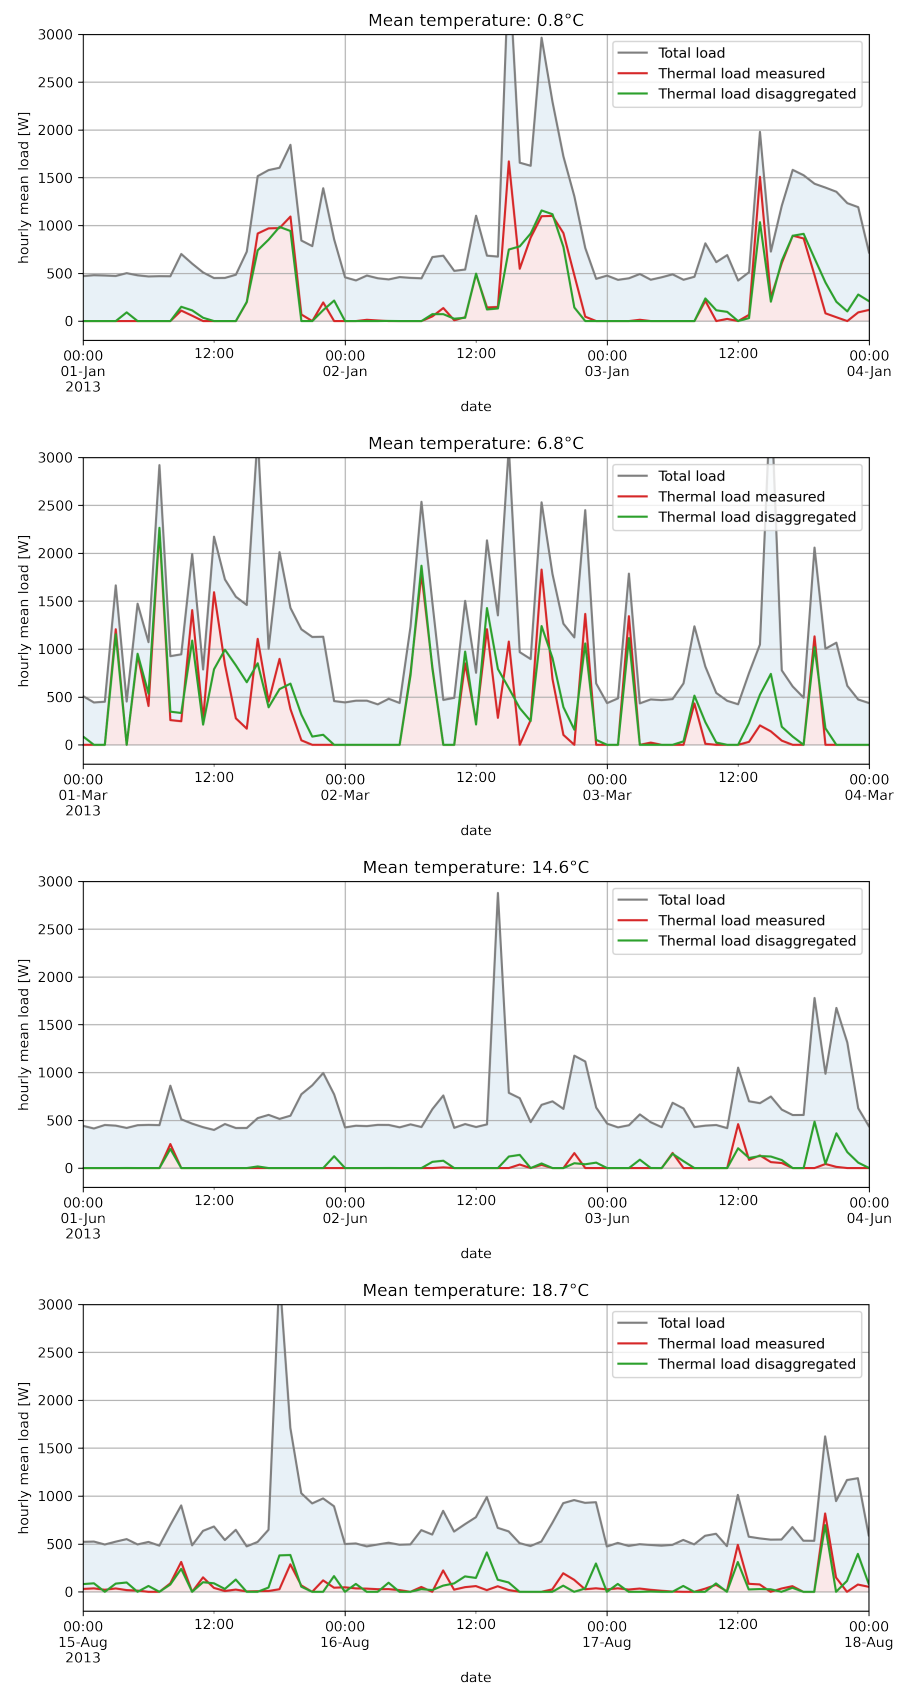 Mean temperature: 0.8°C
3000
2500
2000
1500
1000
500
0
hourly mean load [W]
Total load
Thermal load measured
Thermal load disaggregated
00:00 12:00 00:00 12:00 00:00 12:00 00:00
01-Jan 02-Jan 03-Jan 04-Jan
2013
date
Mean temperature: 6.8°C
3000
2500
2000
1500
1000
500
0
hourly mean load [W]
Total load
Thermal load measured
Thermal load disaggregated
00:00 12:00 00:00 12:00 00:00 12:00 00:00
01-Mar 02-Mar 03-Mar 04-Mar
2013
date
Mean temperature: 14.6°C
3000
2500
2000
1500
1000
500
0
hourly mean load [W]
Total load
Thermal load measured
Thermal load disaggregated
00:00 12:00 00:00 12:00 00:00 12:00 00:00
01-Jun 02-Jun 03-Jun 04-Jun
2013
date
Mean temperature: 18.7°C
3000
2500
2000
1500
1000
500
0
hourly mean load [W]
Total load
Thermal load measured
Thermal load disaggregated
00:00 12:00 00:00 12:00 00:00 12:00 00:00
15-Aug 16-Aug 17-Aug 18-Aug
2013
date